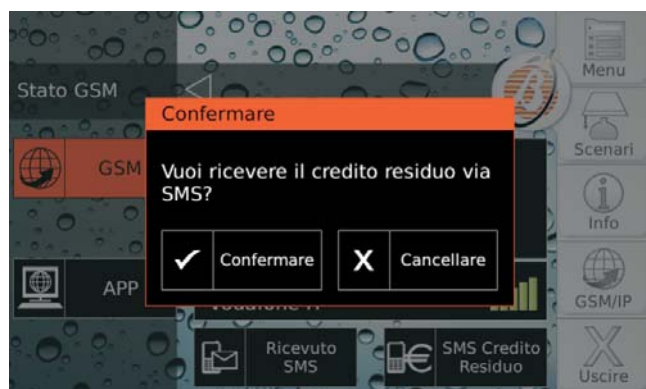 Menu
Stato GSM
Confermare
Scenari
GSM
Vuoi ricevere il credito residuo via
SMS?
Info
Confermare
X
Cancellare
APP
GSM/IP
Ricevuto
SMS
SMS Credito
Residuo
Uscire